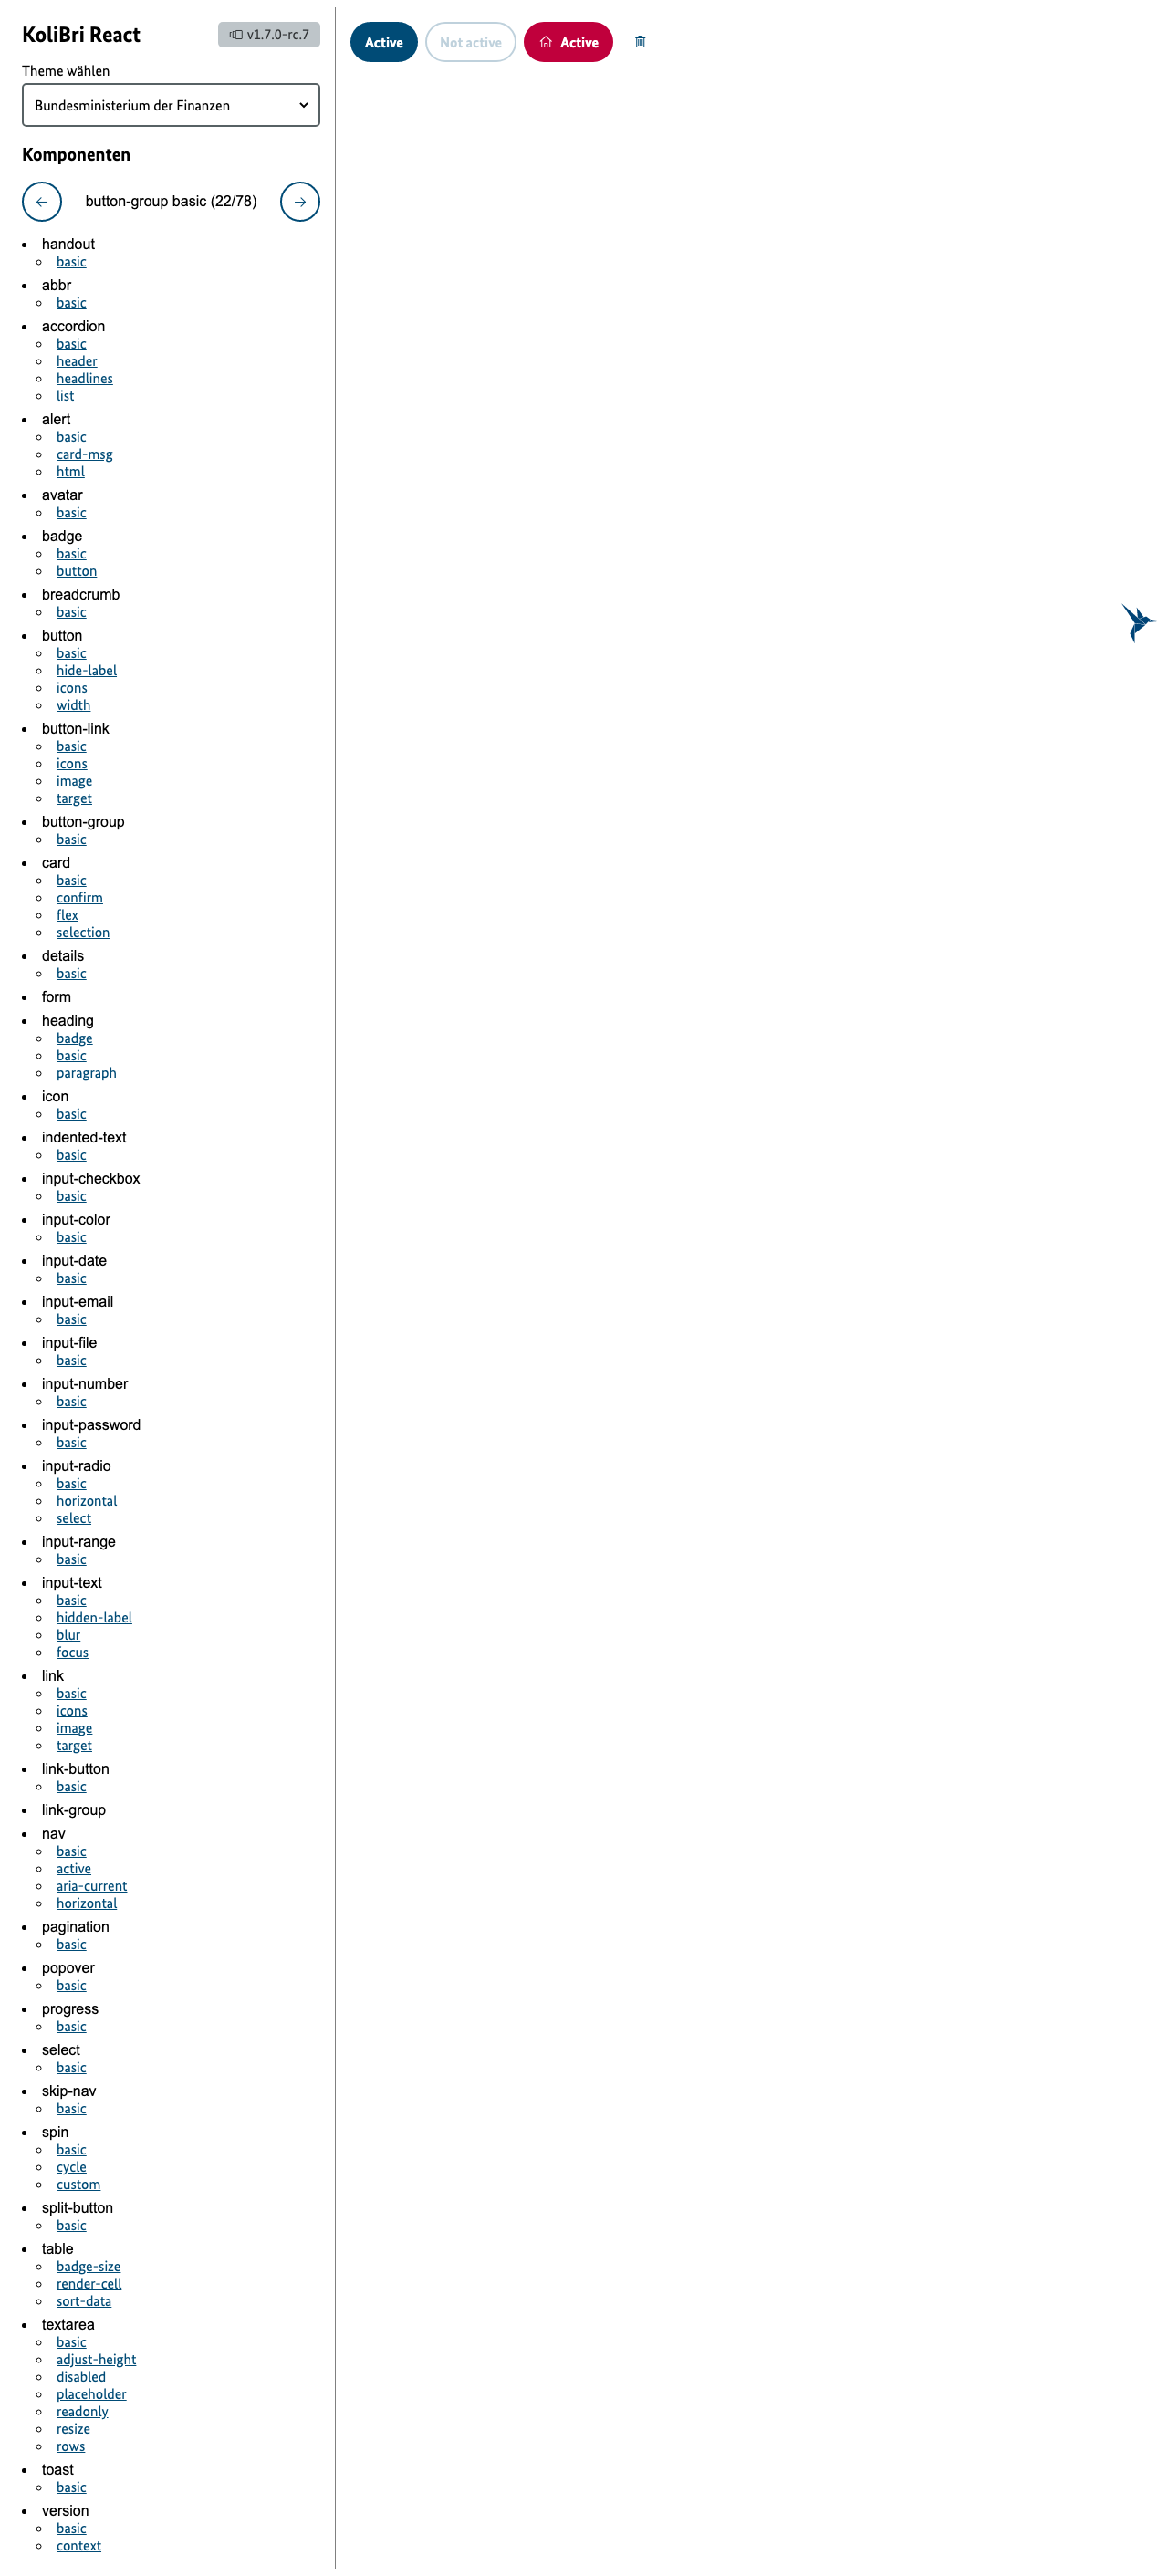 KoliBri React
v1.7.0-rc.7
Theme wählen
Bundesministerium der Finanzen
Komponenten
button-group basic (22/78)
handout
basic
abbr
basic
accordion
basic
header
headlines
list
alert
basic
card-msg
html
avatar
basic
badge
basic
button
breadcrumb
basic
button
basic
hide-label
icons
width
button-link
basic
icons
image
target
button-group
basic
card
basic
confirm
flex
selection
details
basic
form
heading
badge
basic
paragraph
icon
basic
indented-text
basic
input-checkbox
basic
input-color
basic
input-date
basic
input-email
basic
input-file
basic
input-number
basic
input-password
basic
input-radio
basic
horizontal
select
input-range
basic
input-text
basic
hidden-label
blur
focus
link
basic
icons
image
target
link-button
basic
link-group
nav
basic
active
aria-current
horizontal
pagination
basic
popover
basic
progress
basic
select
basic
skip-nav
basic
spin
basic
cycle
custom
split-button
basic
table
badge-size
render-cell
sort-data
textarea
basic
adjust-height
disabled
placeholder
readonly
resize
rows
toast
basic
version
basic
context
Active
Not active
Active